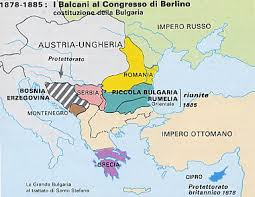 1878-1885: I Balcani al Congresso di Berlino
costituzione della Bulgaria
IMPERO RUSSO
AUSTRIA-UNGHERIA
Protettorato
ROMANIA
BOSNIA
ERZEGOVINA
SERBIA
PICCOLA BULGARIA
RUMELIA
Orientale
riunite
1885
MONTENEGRO
IMPERO OTTOMANO
GRECIA
CIPRO
Protettorato
britannico 1878
La Grande Bulgaria
al trattato di Santo Stefano